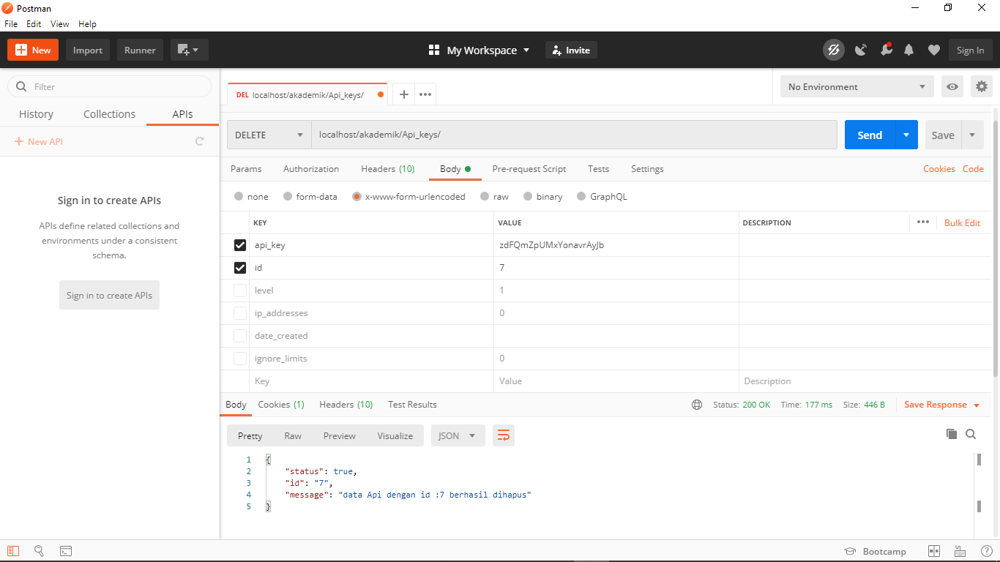 Postman
File Edit View Help
New Import Runner My Workspace Invite Sign In
Filter
History Collections APIs
New API
Sign in to create APIs
APIs define related collections and
environments under a consistent
schema.
Sign in to create APIs
DEL localhost/akademik/Api_keys/
No Environment
DELETE localhost/akademik/Api_keys/ Send Save
Params Authorization Headers (10) Body Pre-request Script Tests Settings Cookies Code
none form-data x-www-form-urlencoded raw binary GraphQL
KEY VALUE DESCRIPTION Bulk Edit
api_key zdFQmZpUMxYonavrAyJb
id 7
level 1
ip_addresses 0
date_created
ignore_limits 0
Key Value Description
Body Cookies (1) Headers (10) Test Results Status: 200 OK Time: 177 ms Size: 446 B Save Response
Pretty Raw Preview Visualize JSON
1 {
2 "status": true,
3 "id": "7",
4 "message": "data Api dengan id :7 berhasil dihapus"
5 }
Bootcamp